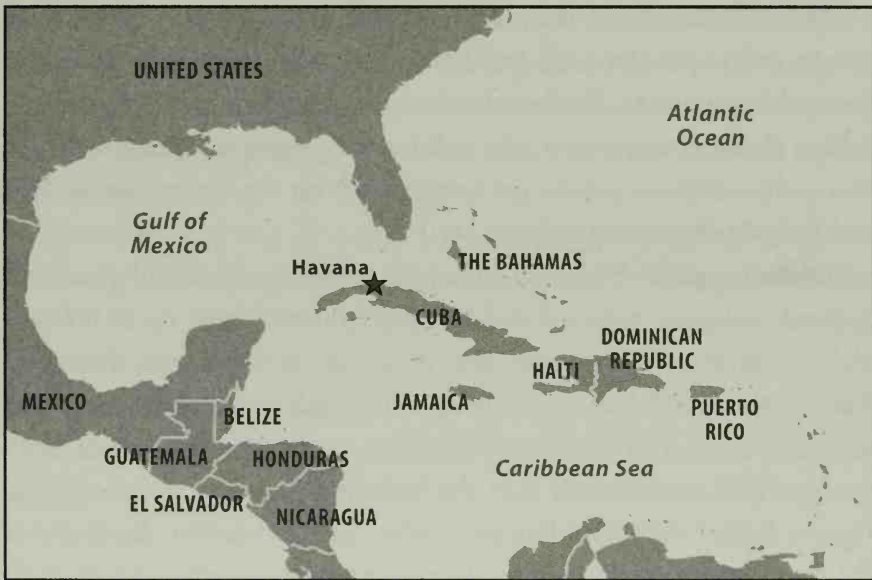 UNITED STATES
Atlantic
Ocean
Gulf of
Mexico
Havana
THE BAHAMAS
CUBA
DOMINICAN
REPUBLIC
HAITI
MEXICO
BELIZE
JAMAICA
PUERTO
RICO
GUATEMALA
HONDURAS
Caribbean Sea
EL SALVADOR
NICARAGUA